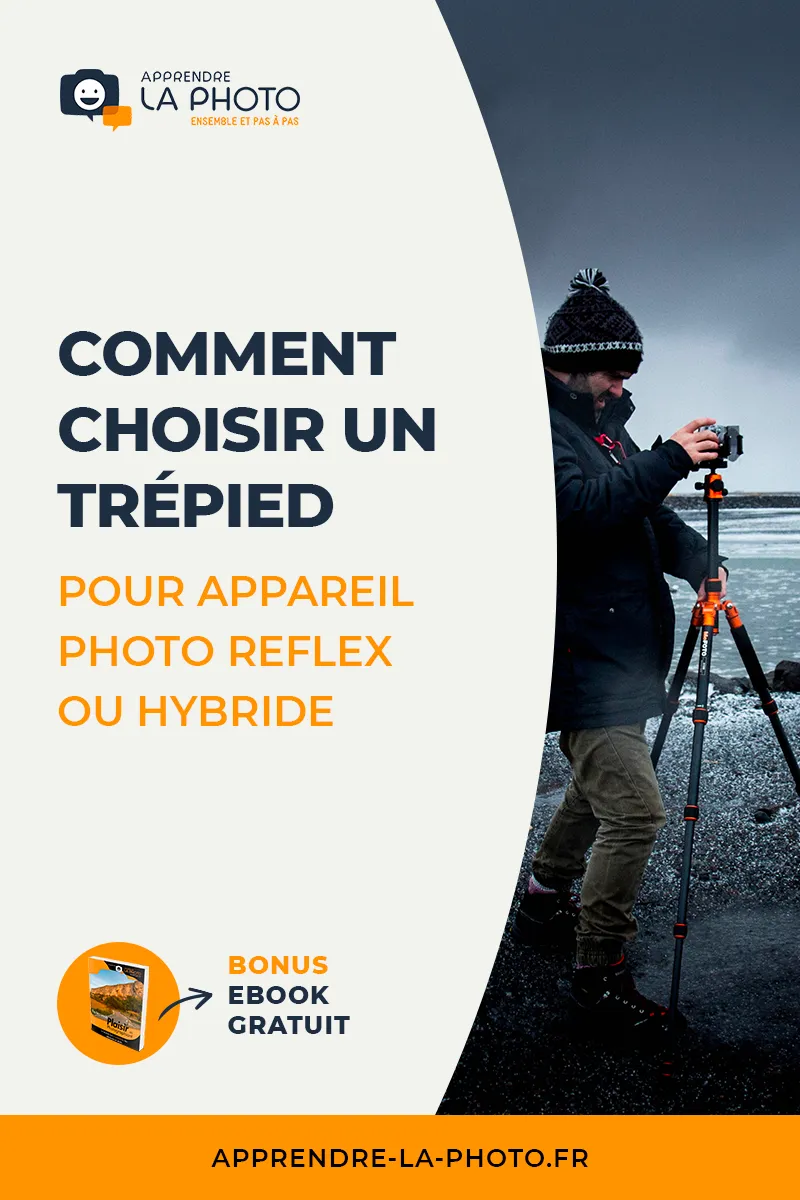 APPRENDRE
LA PHOTO
ENSEMBLE ET PAS À PAS
COMMENT
CHOISIR UN
TRÉPIED
POUR APPAREIL
PHOTO REFLEX
OU HYBRIDE
BONUS
EBOOK
GRATUIT
Plaisir
APPRENDRE-LA-PHOTO.FR